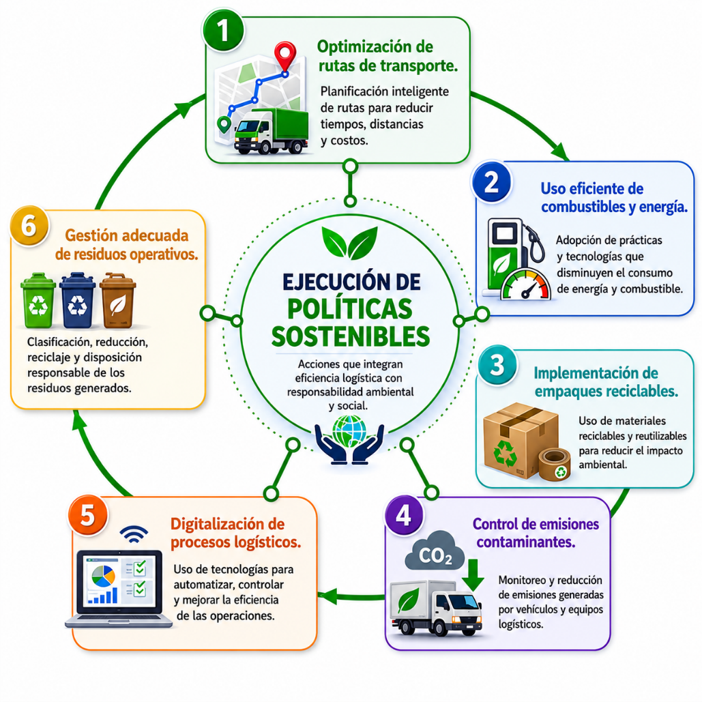 1
Optimización de
rutas de transporte.
Planificación inteligente
de rutas para reducir
tiempos, distancias
y costos.
2
Uso eficiente de
combustibles y energía.
Adopción de prácticas
y tecnologías que
disminuyen el consumo
de energía y combustible.
3
Implementación de
empaques reciclables.
Uso de materiales
reciclables y reutilizables
para reducir el impacto
ambiental.
4
Control de emisiones
contaminantes.
CO₂
Monitoreo y reducción
de emisiones generadas
por vehículos y equipos
logísticos.
5
Digitalización de
procesos logísticos.
Uso de tecnologías para
automatizar, controlar
y mejorar la eficiencia
de las operaciones.
6
Gestión adecuada
de residuos operativos.
Clasificación, reducción,
reciclaje y disposición
responsable de los
residuos generados.
EJECUCIÓN DE
POLÍTICAS
SOSTENIBLES
Acciones que integran
eficiencia logística con
responsabilidad ambiental
y social.